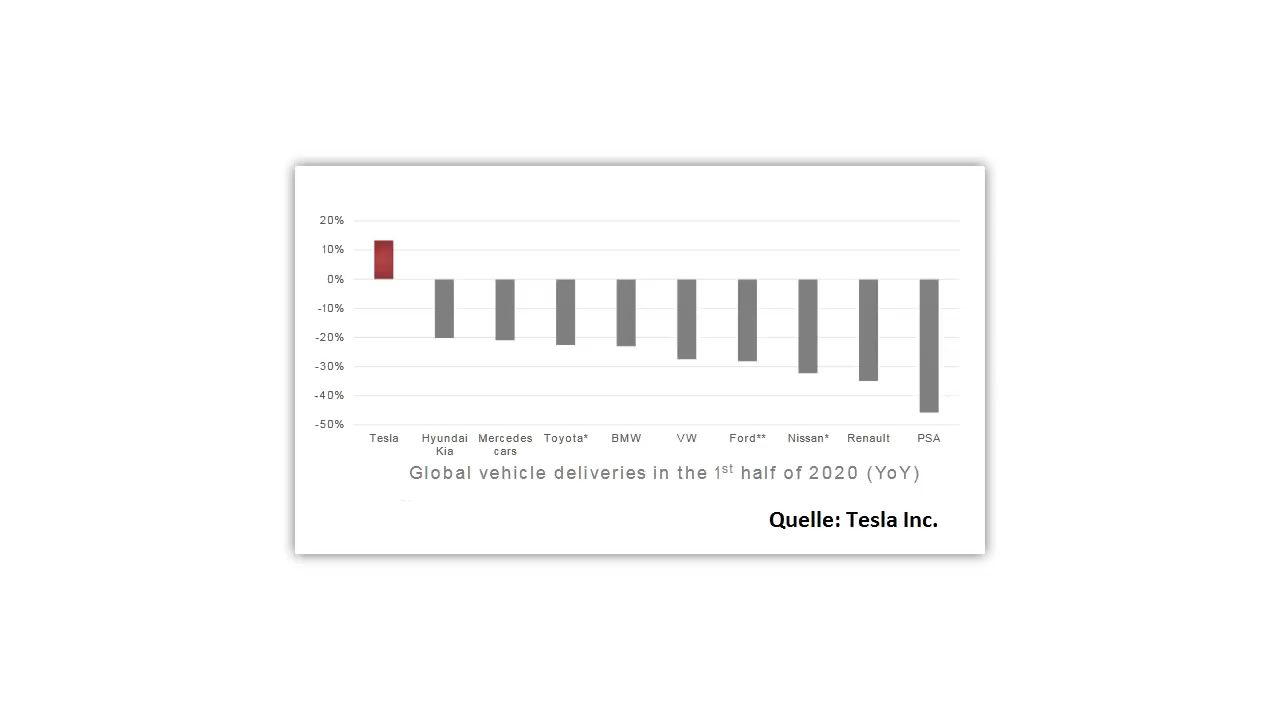 20%
10%
0%
-10%
-20%
-30%
-40%
-50%
Tesla Hyundai Mercedes Toyota* BMW VW Ford** Nissan* Renault PSA
Kia cars
Global vehicle deliveries in the 1st half of 2020 (YoY)
Quelle: Tesla Inc.